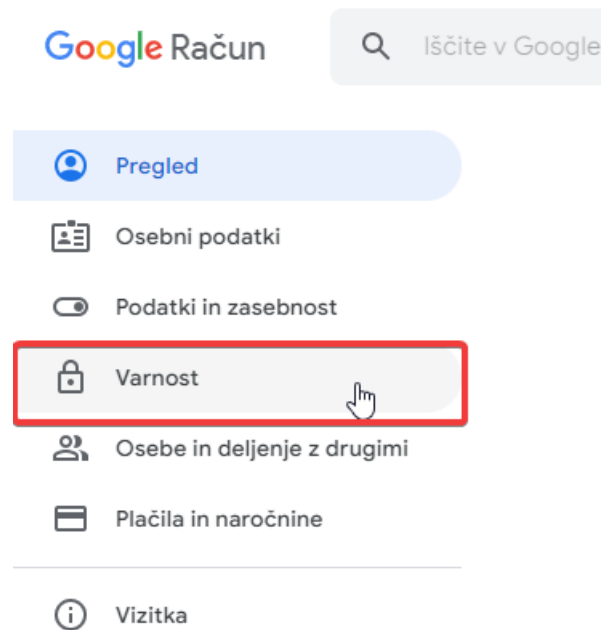 Google Račun
Iščite v Google
Pregled
Osebni podatki
Podatki in zasebnost
Varnost
Osebe in deljenje z drugimi
Plačila in naročnine
Vizitka